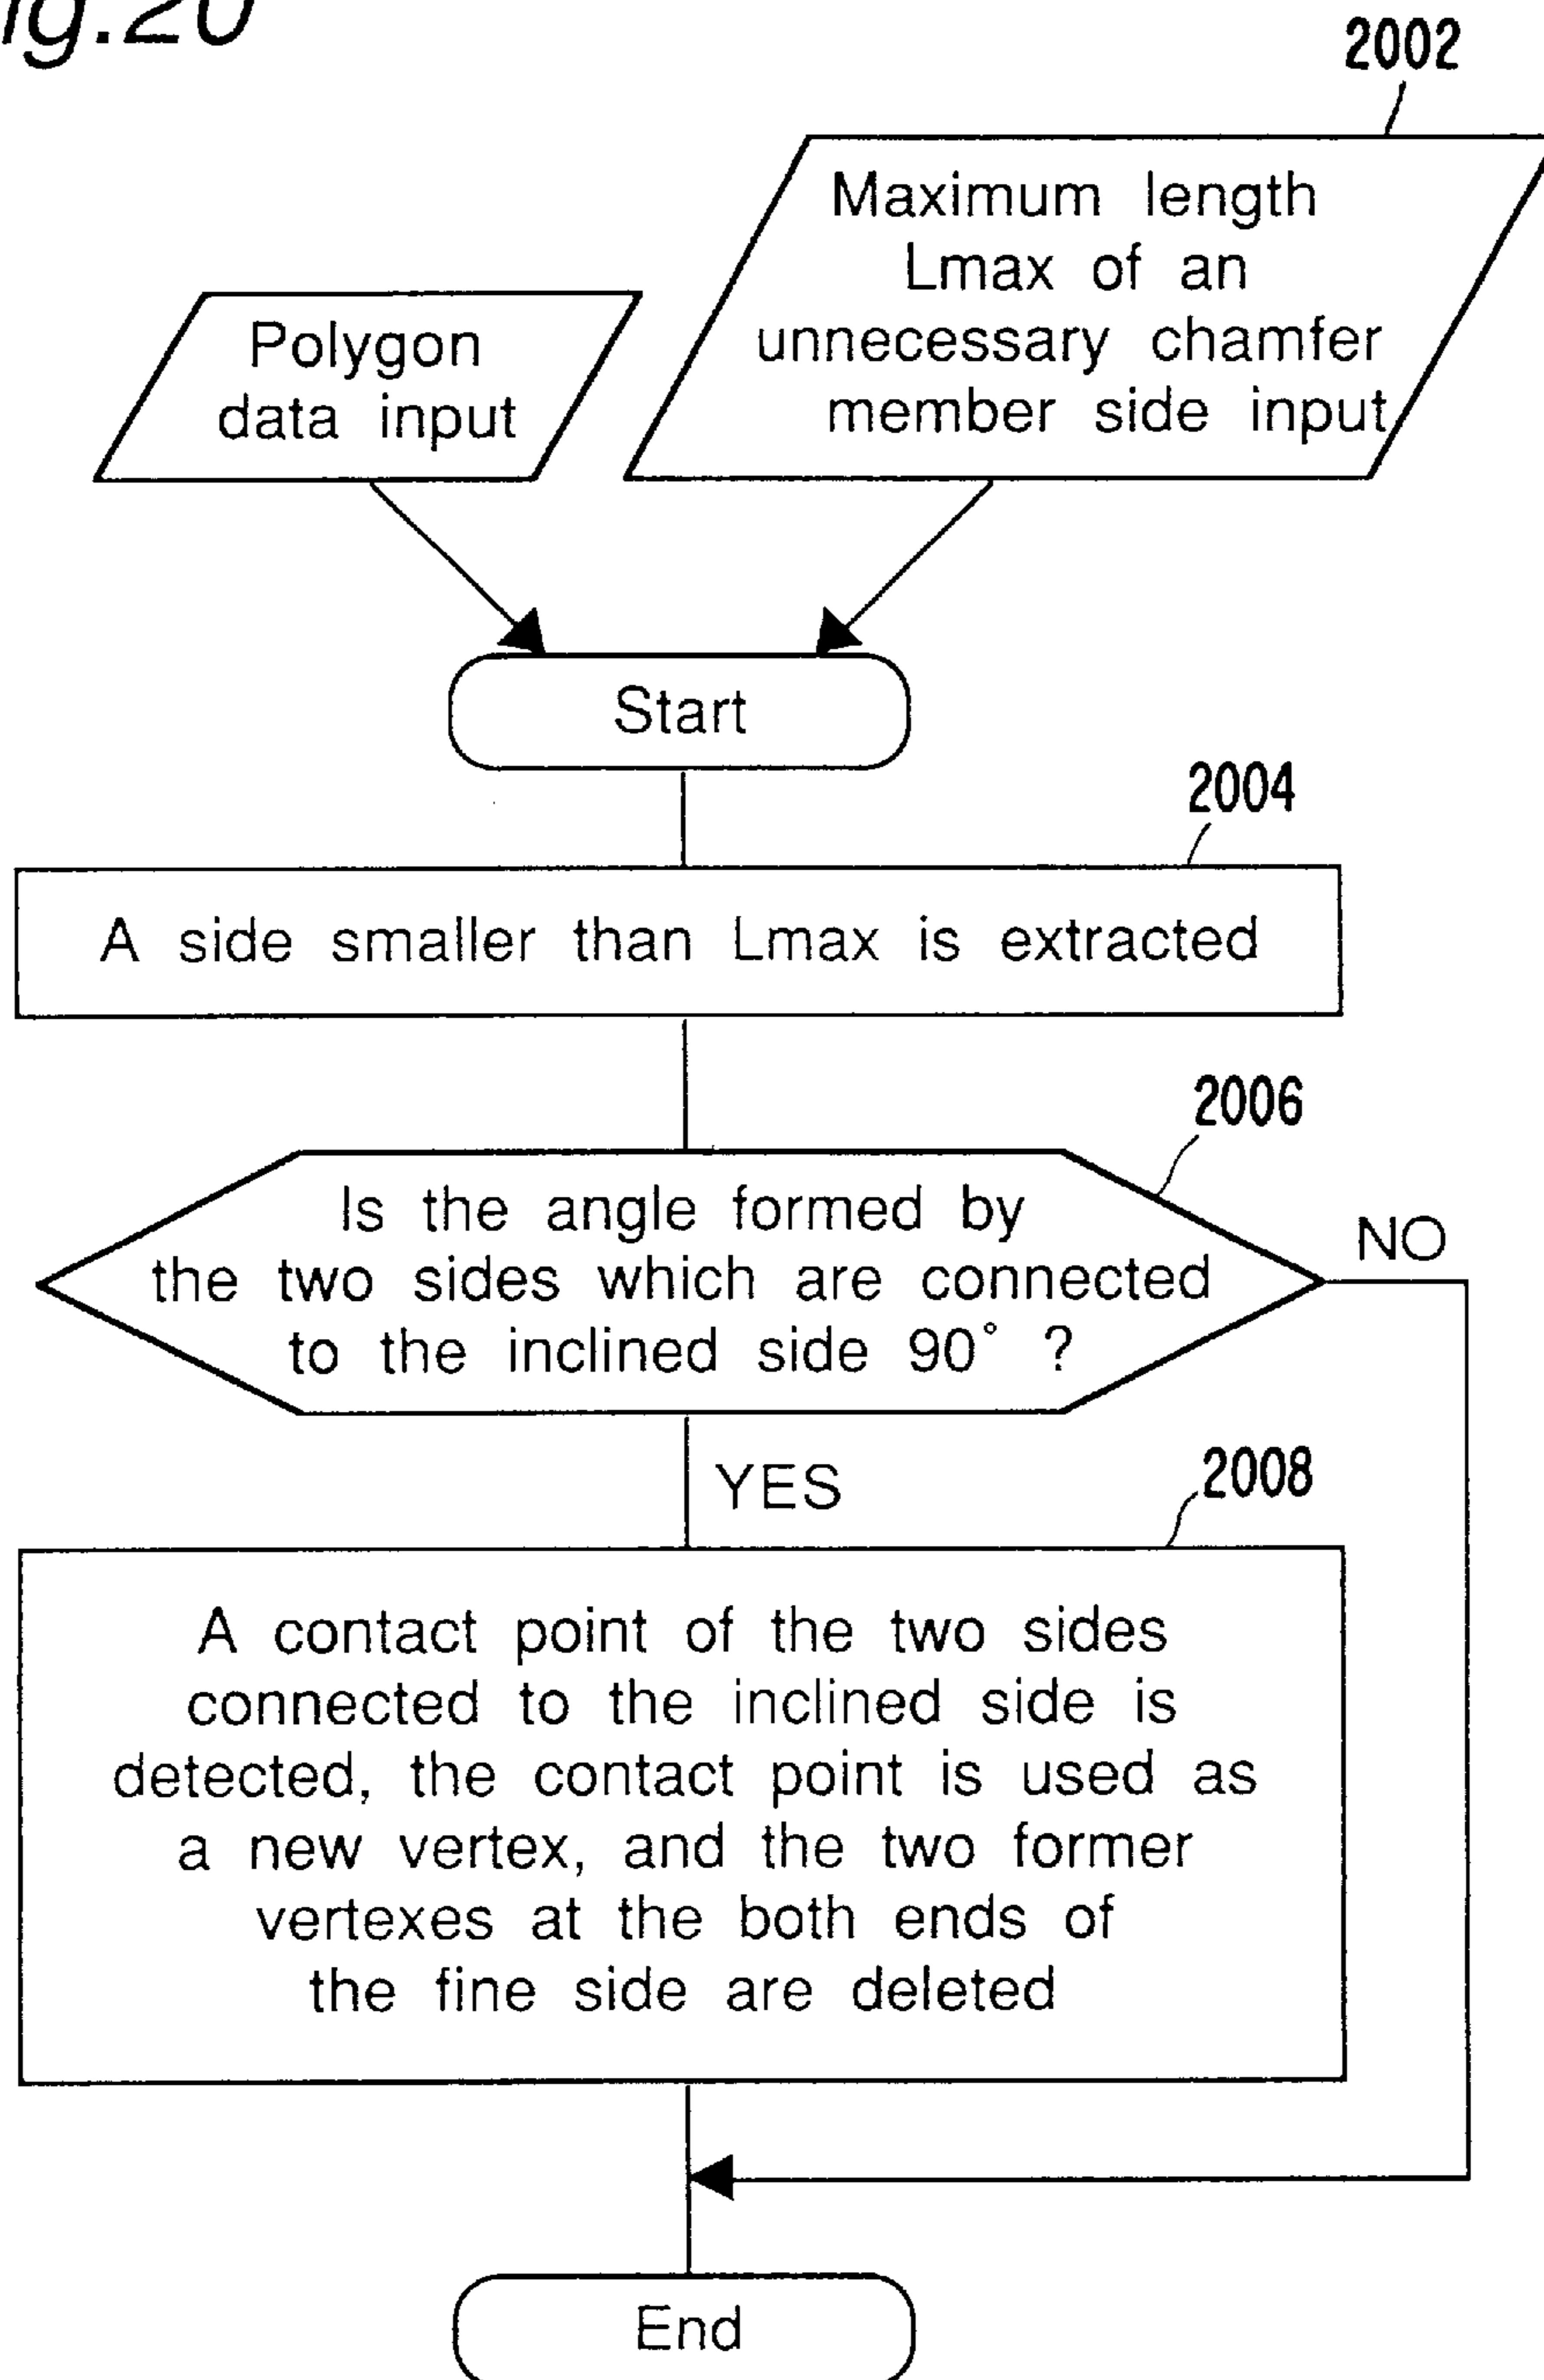 ig.20
2002
Maximum length
Lmax of an
unnecessary chamfer
member side input
Polygon
data input
Start
2004
A side smaller than Lmax is extracted
2006
Is the angle formed by
the two sides which are connected
to the inclined side 90° ?
NO
YES
2008
A contact point of the two sides
connected to the inclined side is
detected, the contact point is used as
a new vertex, and the two former
vertexes at the both ends of
the fine side are deleted
End